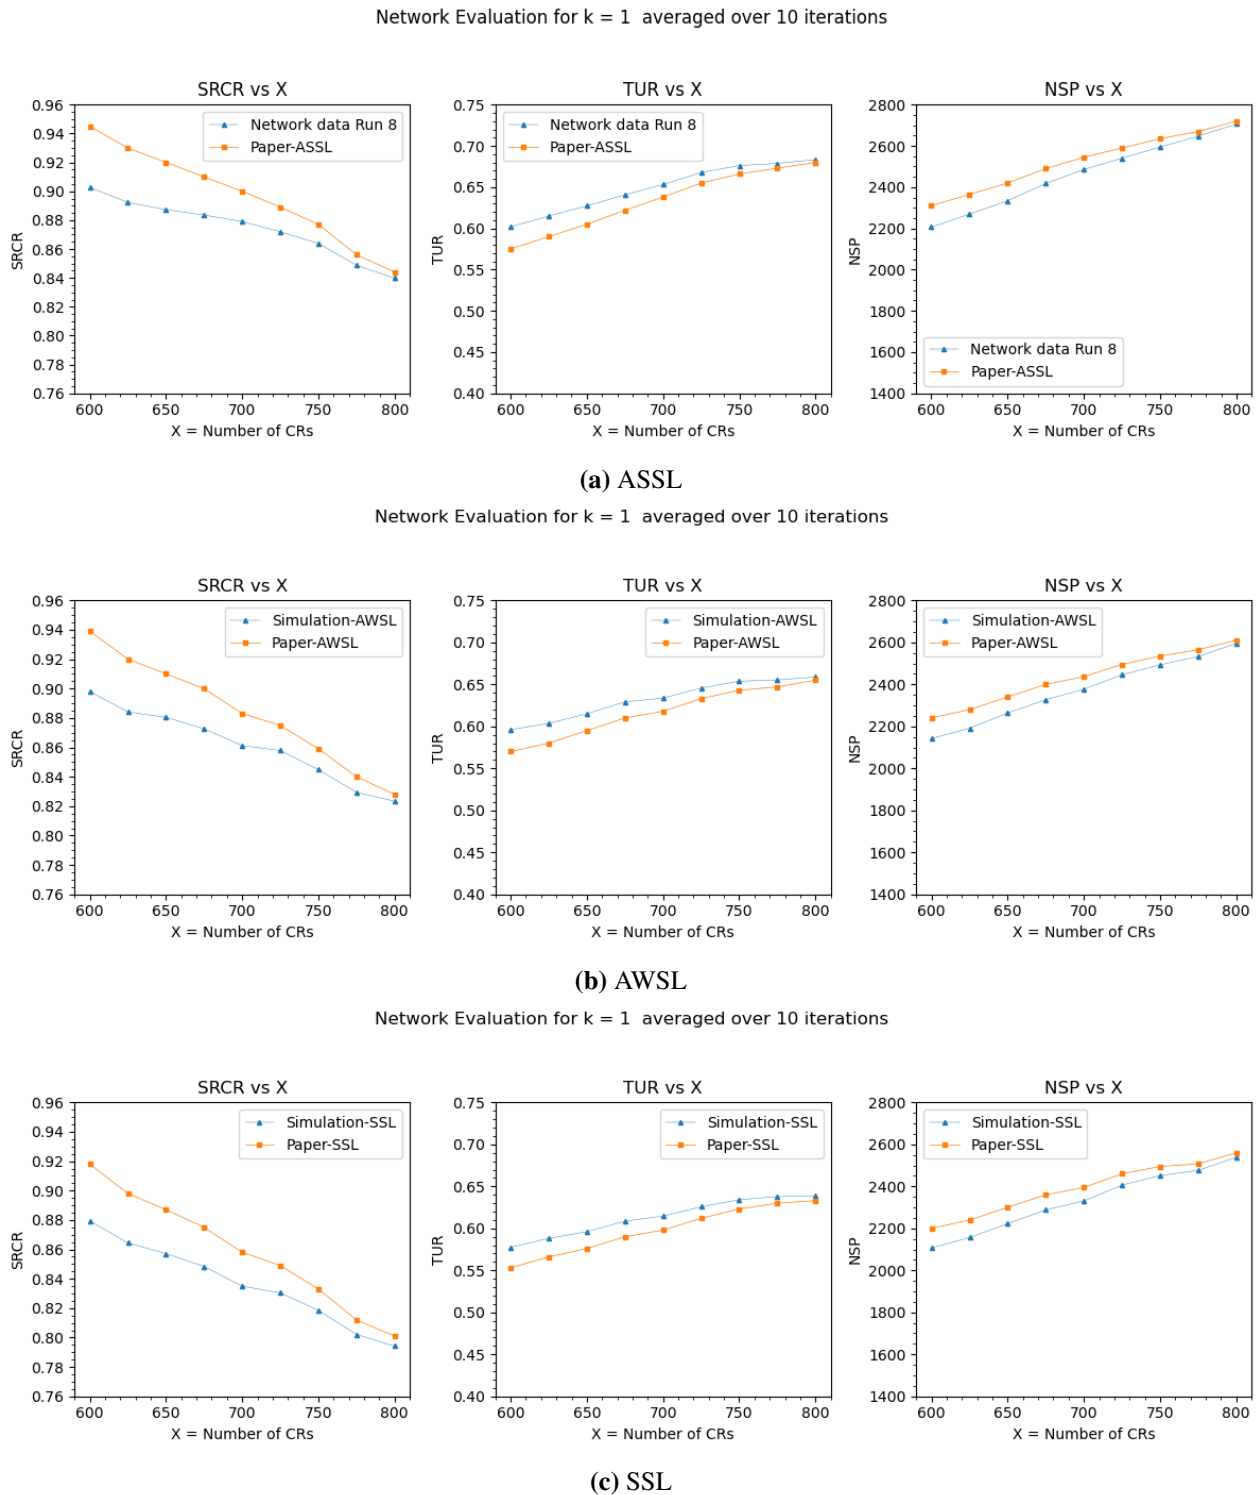 Network Evaluation for k = 1  averaged over 10 iterations
SRCR vs X
0.96
0.94
0.92
0.90
0.88
0.86
0.84
0.82
0.80
0.78
0.76
SRCR
Network data Run 8
Paper-ASSL
600 650 700 750 800
X = Number of CRs
TUR vs X
0.75
0.70
0.65
0.60
0.55
0.50
0.45
0.40
TUR
Network data Run 8
Paper-ASSL
600 650 700 750 800
X = Number of CRs
NSP vs X
2800
2600
2400
2200
2000
1800
1600
1400
NSP
Network data Run 8
Paper-ASSL
600 650 700 750 800
X = Number of CRs
(a) ASSL
Network Evaluation for k = 1  averaged over 10 iterations
SRCR vs X
0.96
0.94
0.92
0.90
0.88
0.86
0.84
0.82
0.80
0.78
0.76
SRCR
Simulation-AWSL
Paper-AWSL
600 650 700 750 800
X = Number of CRs
TUR vs X
0.75
0.70
0.65
0.60
0.55
0.50
0.45
0.40
TUR
Simulation-AWSL
Paper-AWSL
600 650 700 750 800
X = Number of CRs
NSP vs X
2800
2600
2400
2200
2000
1800
1600
1400
NSP
Simulation-AWSL
Paper-AWSL
600 650 700 750 800
X = Number of CRs
(b) AWSL
Network Evaluation for k = 1  averaged over 10 iterations
SRCR vs X
0.96
0.94
0.92
0.90
0.88
0.86
0.84
0.82
0.80
0.78
0.76
SRCR
Simulation-SSL
Paper-SSL
600 650 700 750 800
X = Number of CRs
TUR vs X
0.75
0.70
0.65
0.60
0.55
0.50
0.45
0.40
TUR
Simulation-SSL
Paper-SSL
600 650 700 750 800
X = Number of CRs
NSP vs X
2800
2600
2400
2200
2000
1800
1600
1400
NSP
Simulation-SSL
Paper-SSL
600 650 700 750 800
X = Number of CRs
(c) SSL